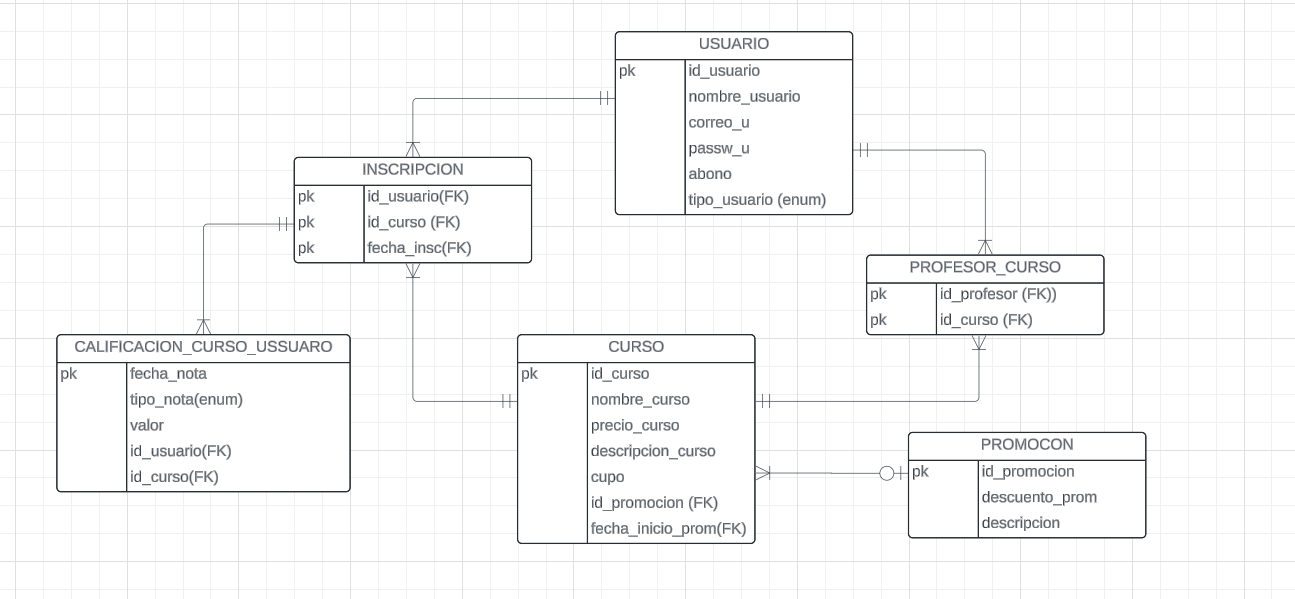 USUARIO
pk id_usuario
nombre_usuario
correo_u
passw_u
abono
tipo_usuario (enum)
INSCRIPCION
pk id_usuario(FK)
pk id_curso (FK)
pk fecha_insc(FK)
PROFESOR_CURSO
pk id_profesor (FK))
pk id_curso (FK)
CALIFICACION_CURSO_USSUARO
pk fecha_nota
tipo_nota(enum)
valor
id_usuario(FK)
id_curso(FK)
CURSO
pk id_curso
nombre_curso
precio_curso
descripcion_curso
cupo
id_promocion (FK)
fecha_inicio_prom(FK)
PROMOCON
pk id_promocion
descuento_prom
descripcion